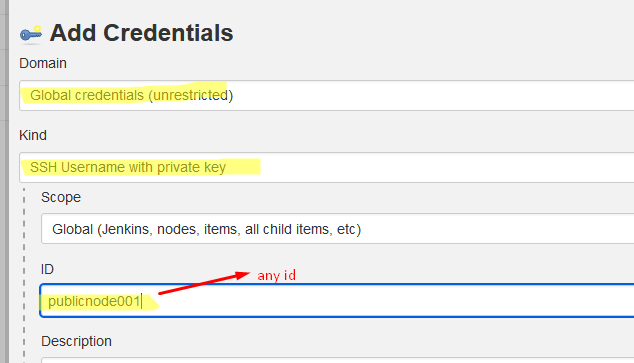 Add Credentials
Domain
Global credentials (unrestricted)
Kind
SSH Username with private key
Scope
Global (Jenkins, nodes, items, all child items, etc)
ID
any id
publicnode001
Description